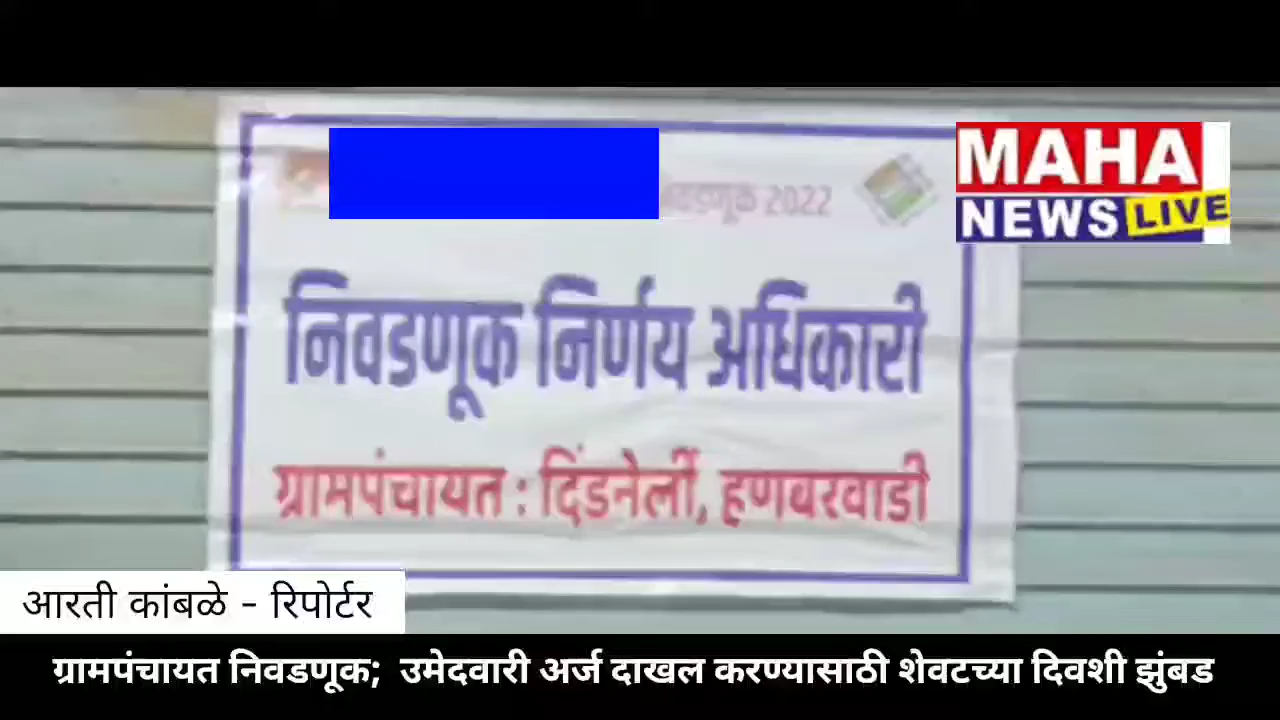 2022
MAHA
NEWS LIVE
निवडणूक निर्णय अधिकारी
ग्रामपंचायत : दिंडनेर्ली, हणबरवाडी
आरती कांबळे - रिपोर्टर
ग्रामपंचायत निवडणूक; उमेदवारी अर्ज दाखल करण्यासाठी शेवटच्या दिवशी झुंबड